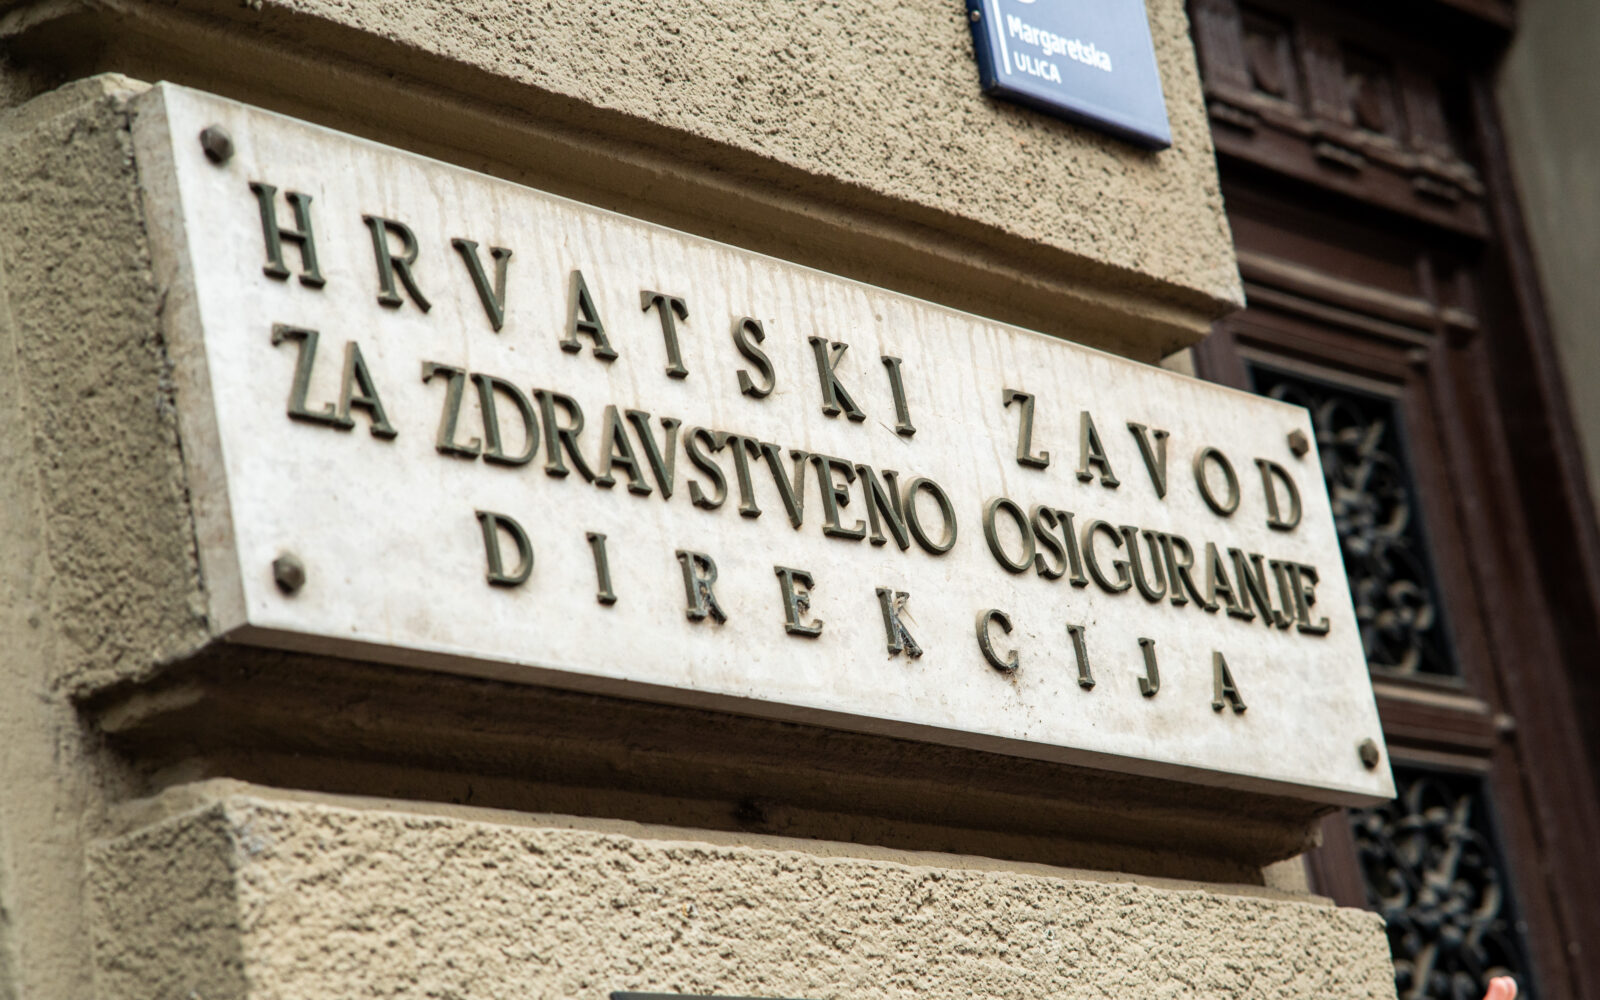 Margaretska
ULICA
HRVATSKI ZAVOD
ZA ZDRAVSTVENO OSIGURANJE
DIREKCIJA